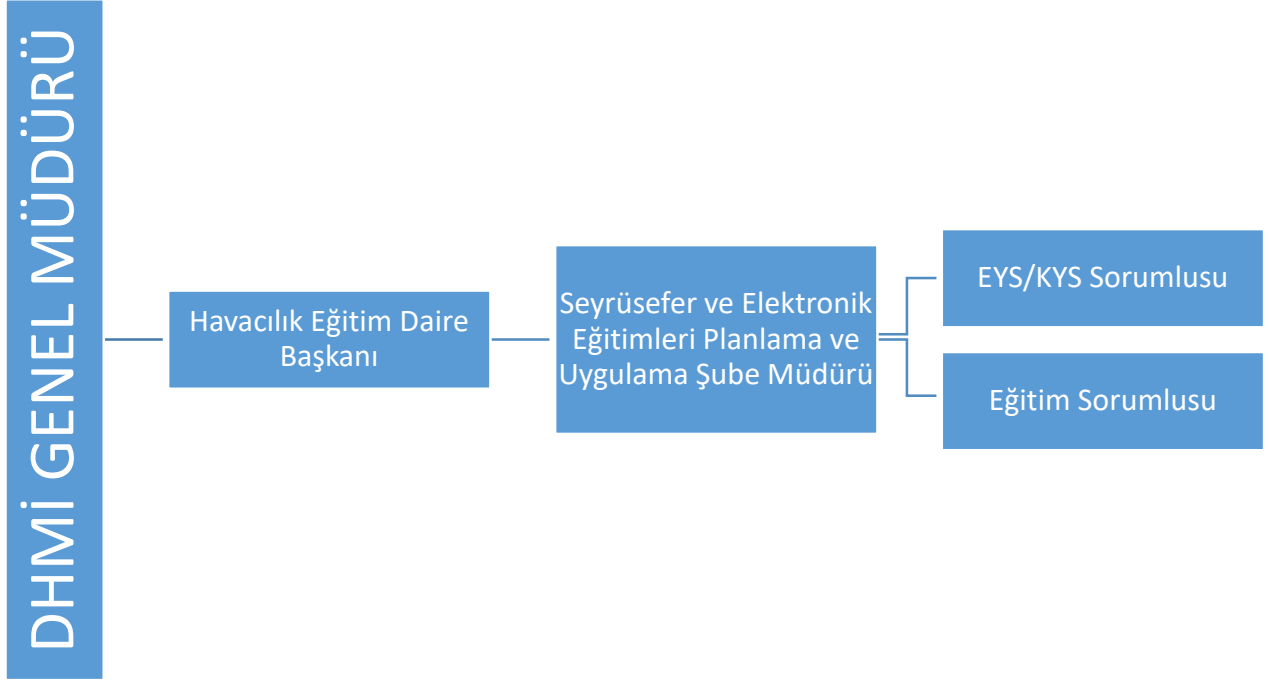 DHMİ GENEL MÜDÜRÜ
Havacılık Eğitim Daire
Başkanı
Seyrüsefer ve Elektronik
Eğitimleri Planlama ve
Uygulama Şube Müdürü
EYS/KYS Sorumlusu
Eğitim Sorumlusu